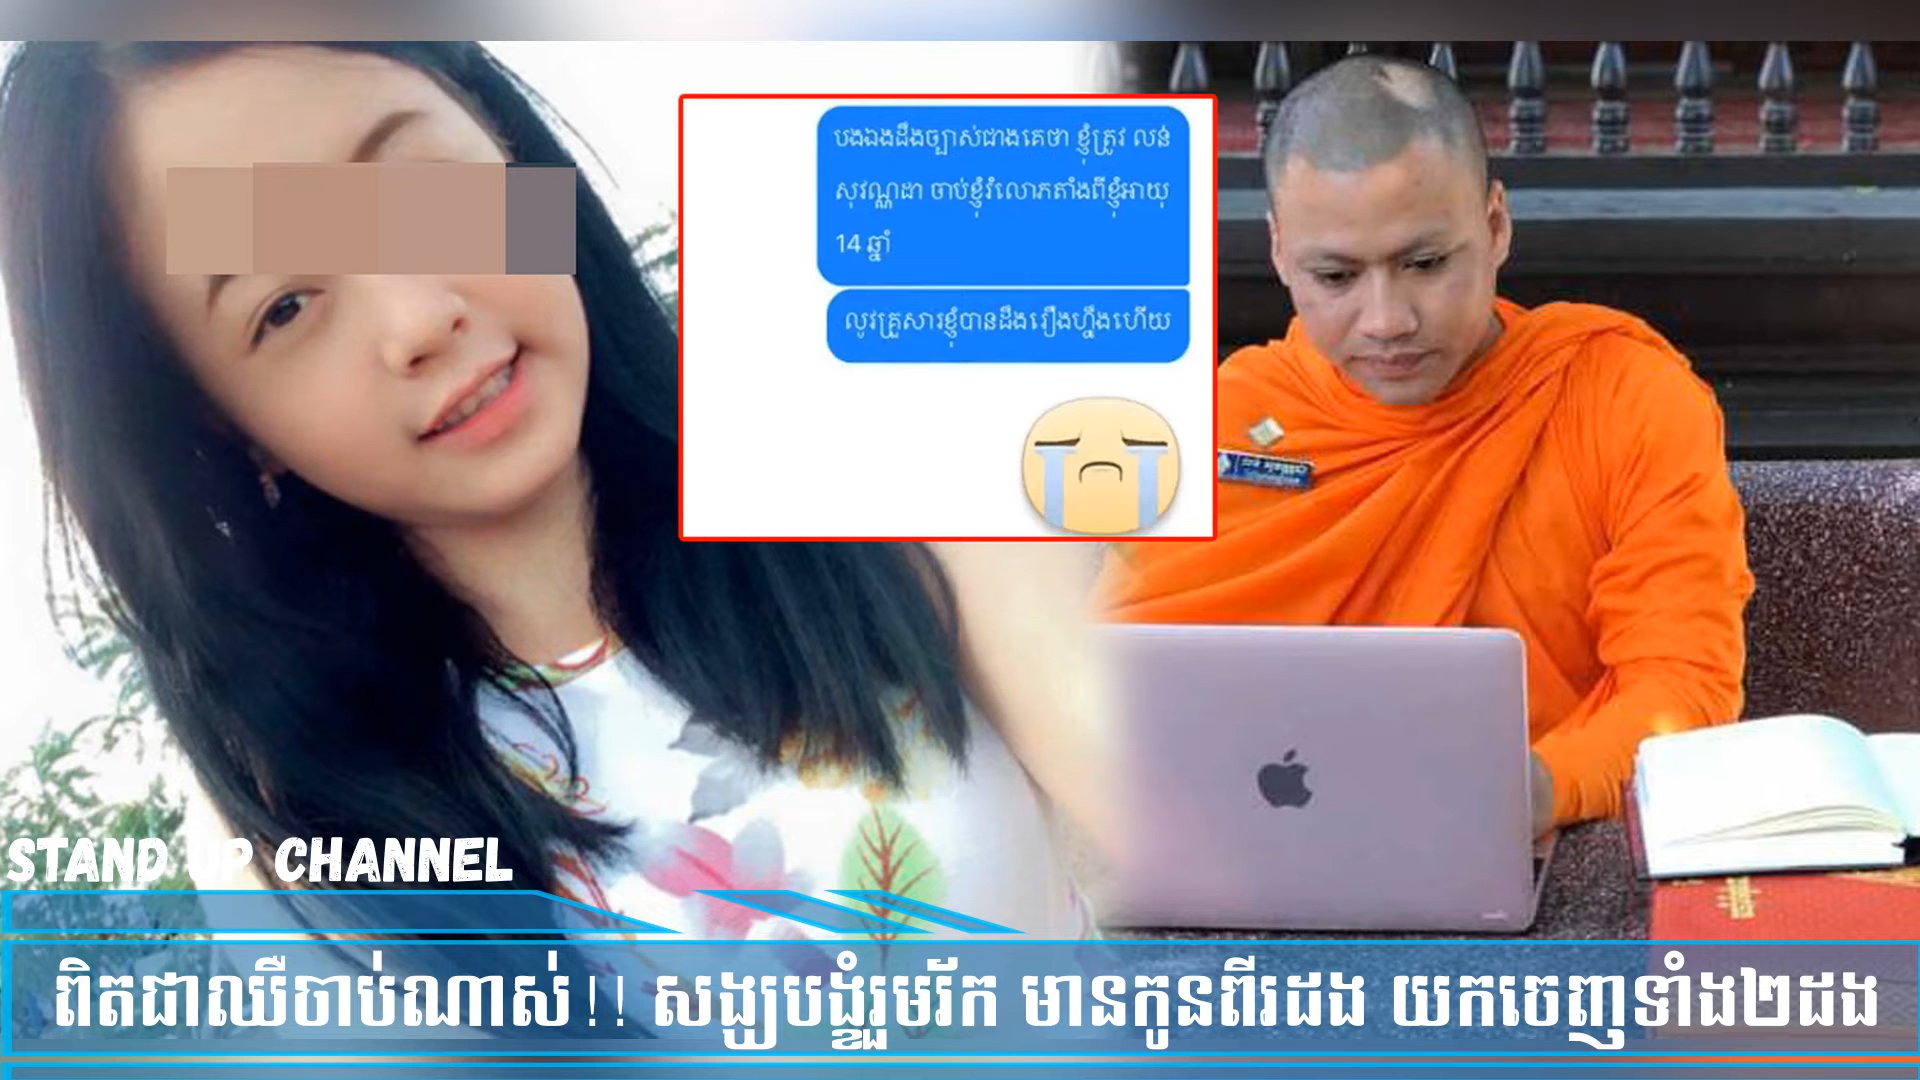 បងឯងដឹងច្បាស់ជាងគេថា ខ្ញុំត្រូវ លន់
សុវណ្ណដា ចាប់ខ្ញុំរំលោភតាំងពីខ្ញុំអាយុ
14 ឆ្នាំ
លូវគ្រួសារខ្ញុំបានដឹងរឿងហ្នឹងហើយ
STAND UP CHANNEL
ពិតជាឈឺចាប់ណាស់!! សង្ឃបង្ខំរួមរ័ក មានកូនពីរដង យកចេញទាំង២ដង